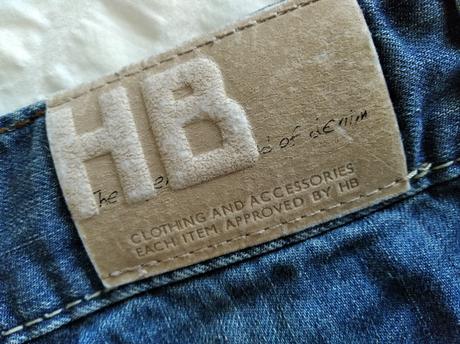 HB
The of denim
CLOTHING AND ACCESSORIES
EACH ITEM APPROVED BY HB